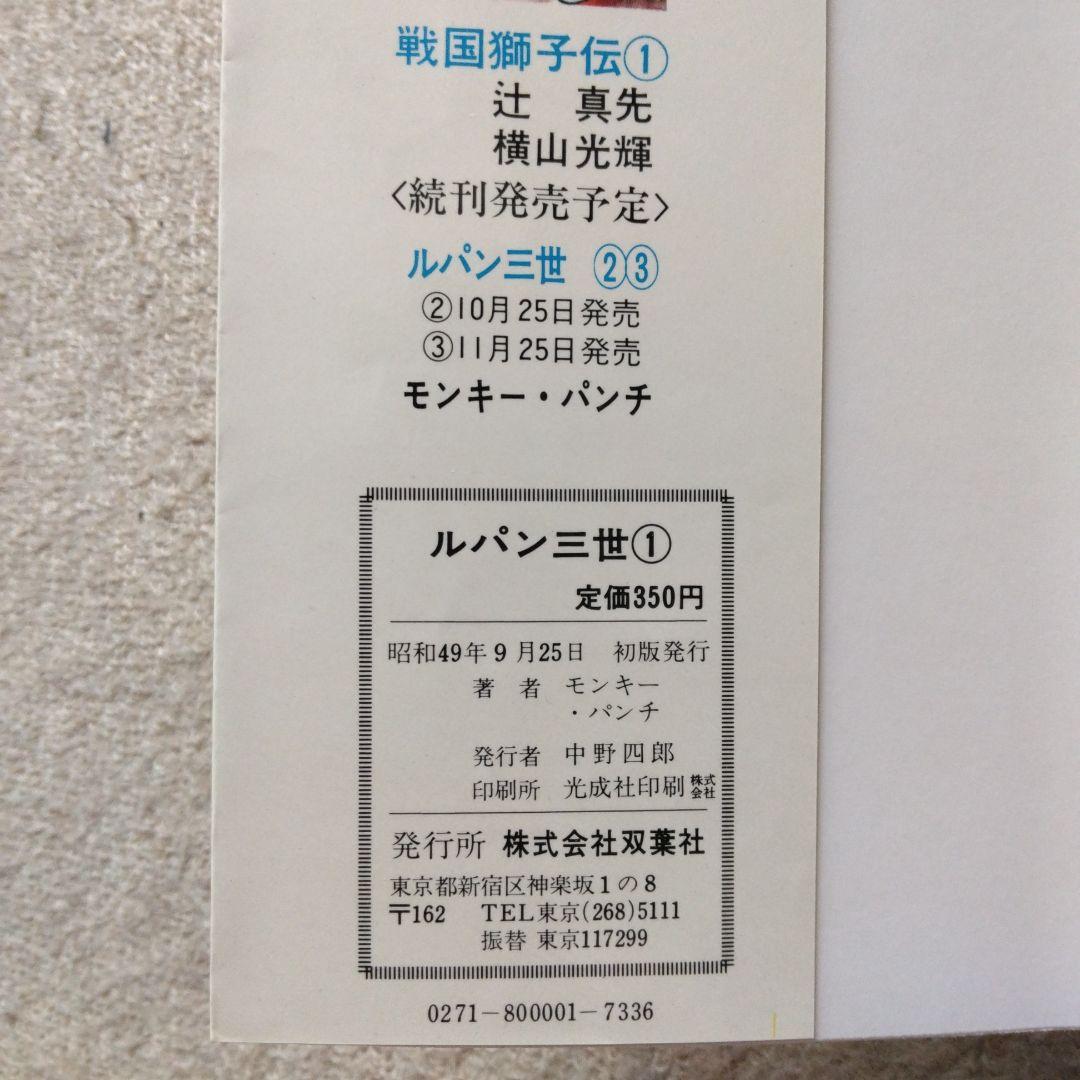 戦国獅子伝①
辻 真先
横山光輝
〈続刊発売予定〉
ルパン三世 ②③
②10月25日発売
③11月25日発売
モンキー・パンチ
ルパン三世①
定価350円
昭和49年9月25日 初版発行
著者 モンキー
・パンチ
発行者 中野四郎
印刷所 光成社印刷株式会社
発行所 株式会社双葉社
東京都新宿区神楽坂1の8
〒162 TEL東京(268)5111
振替 東京117299
0271-800001-7336